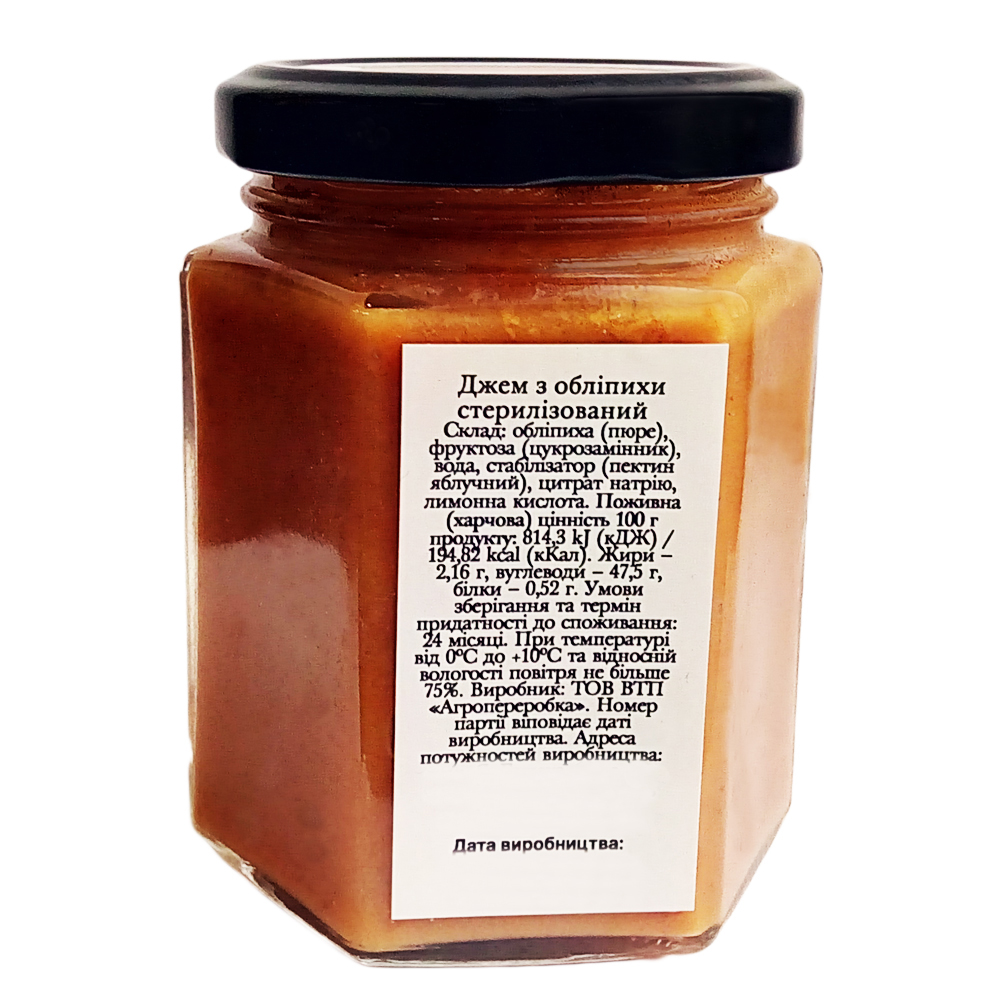 Джем з обліпихи
стерилізований
Склад: обліпиха (пюре),
фруктоза (цукрозамінник),
вода, стабілізатор (пектин
яблучний), цитрат натрію,
лимонна кислота. Поживна
(харчова) цінність 100 г
продукту: 814,3 kJ (кДЖ) /
194,82 kcal (кКал). Жири –
2,16 г, вуглеводи – 47,5 г,
білки – 0,52 г. Умови
зберігання та термін
придатності до споживання:
24 місяці. При температурі
від 0°С до +10°С та відносній
вологості повітря не більше
75%. Виробник: ТОВ ВТП
«Агропереробка». Номер
партії віповідає даті
виробництва. Адреса
потужностей виробництва:
Дата виробництва: